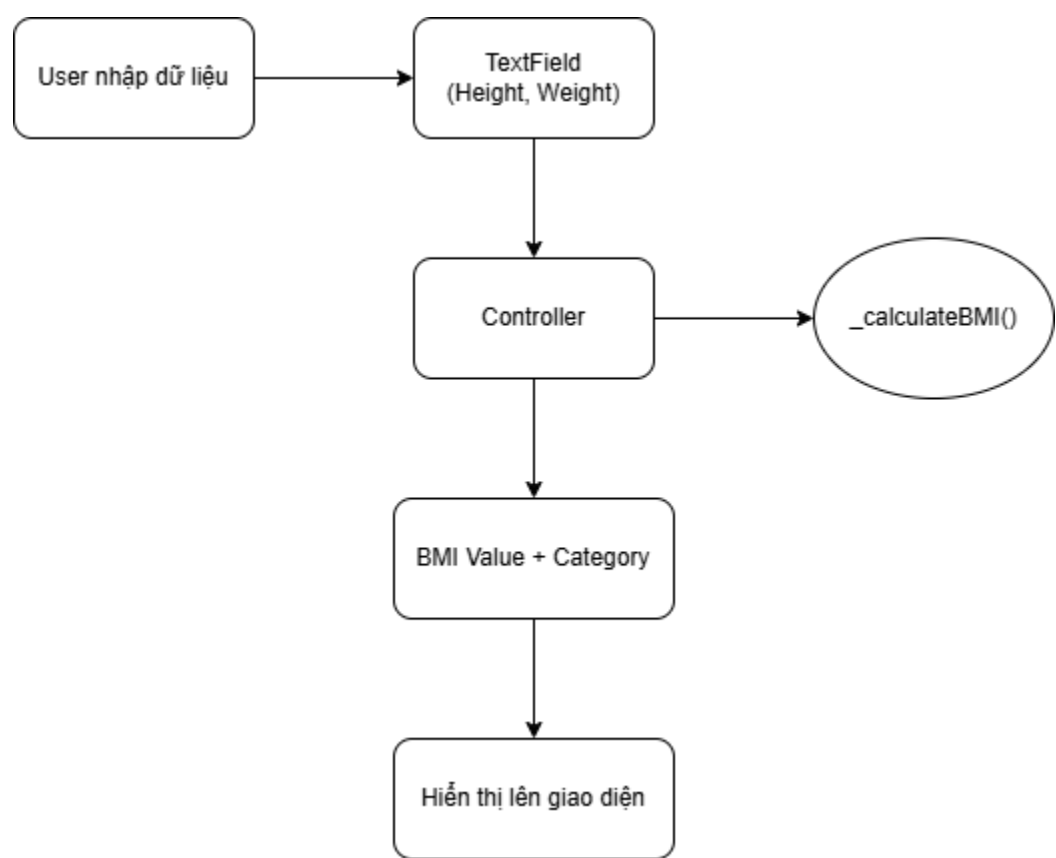 User nhập dữ liệu
TextField
(Height, Weight)
Controller
_calculateBMI()
BMI Value + Category
Hiển thị lên giao diện